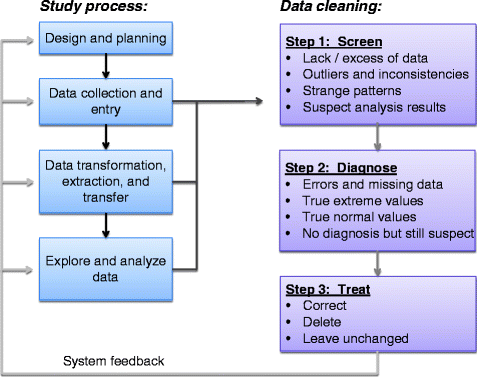 Study process:
Design and planning
Data collection and
entry
Data transformation,
extraction, and
transfer
Explore and analyze
data
Data cleaning:
Step 1: Screen
• Lack / excess of data
• Outliers and inconsistencies
• Strange patterns
• Suspect analysis results
Step 2: Diagnose
• Errors and missing data
• True extreme values
• True normal values
• No diagnosis but still suspect
Step 3: Treat
• Correct
• Delete
• Leave unchanged
System feedback